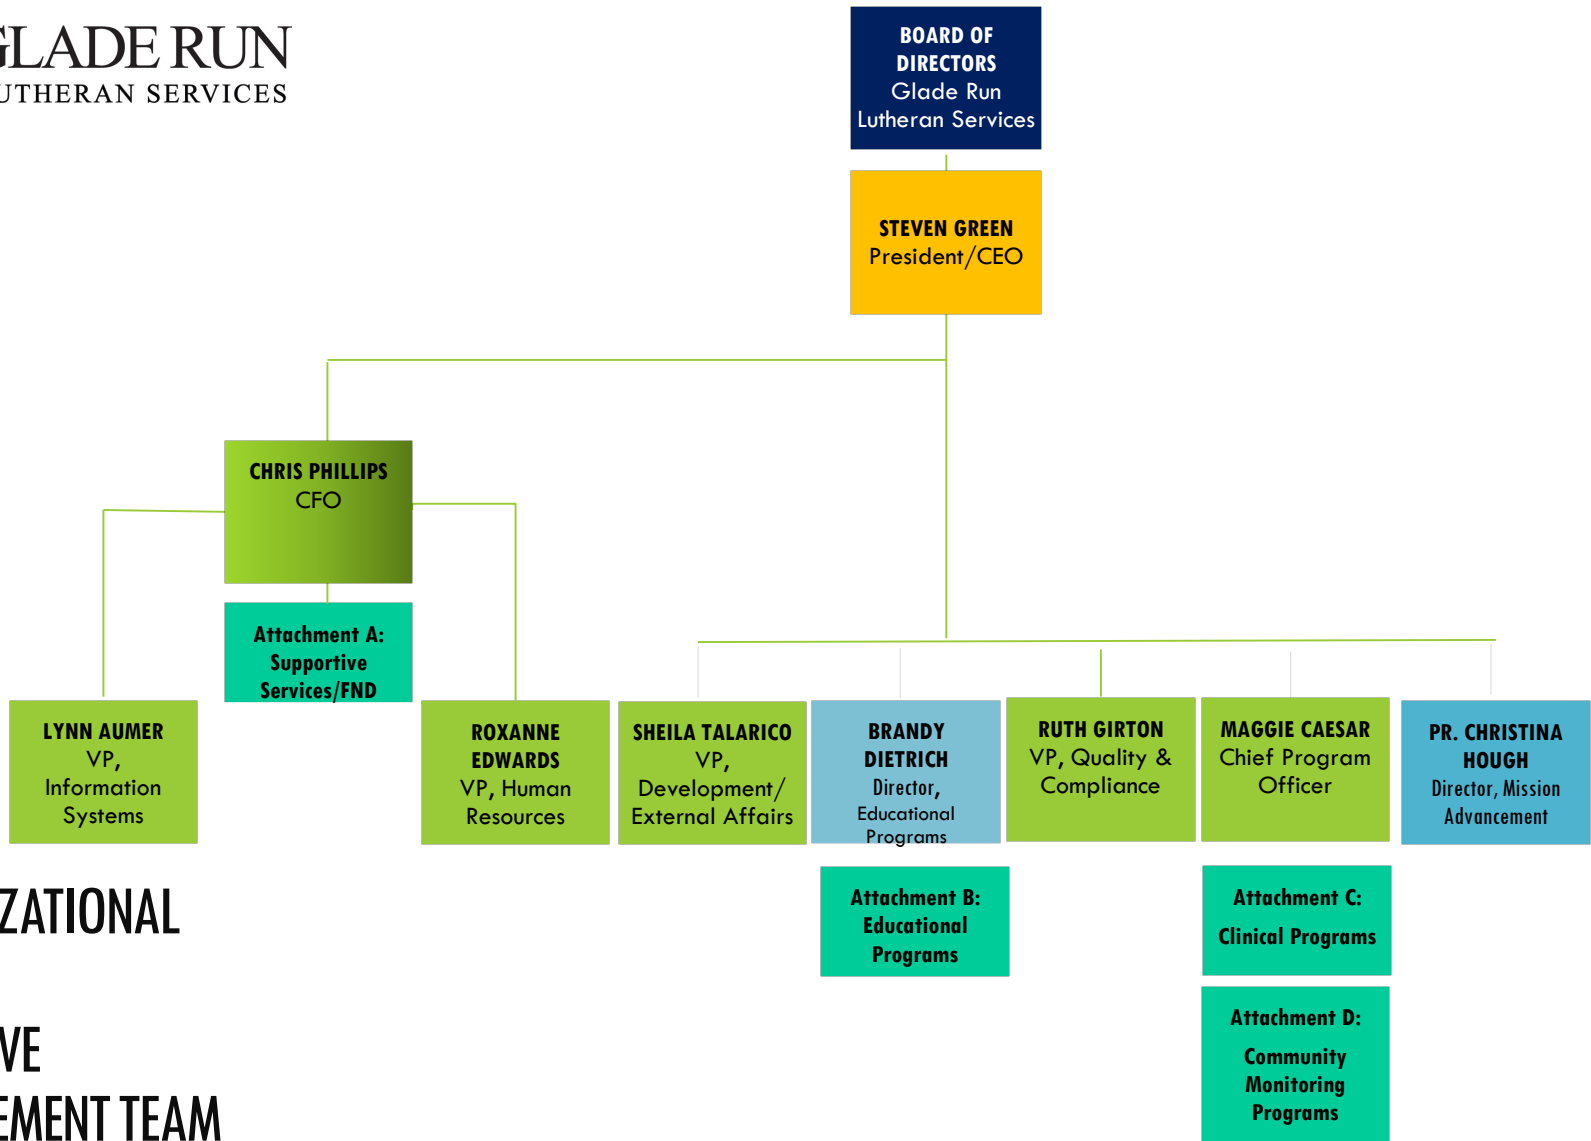 GLADE RUN
LUTHERAN SERVICES
BOARD OF
DIRECTORS
Glade Run
Lutheran Services
STEVEN GREEN
President/CEO
CHRIS PHILLIPS
CFO
Attachment A:
Supportive
Services/FND
LYNN AUMER
VP,
Information
Systems
ROXANNE
EDWARDS
VP, Human
Resources
SHEILA TALARICO
VP,
Development/
External Affairs
BRANDY
DIETRICH
Director,
Educational
Programs
RUTH GIRTON
VP, Quality &
Compliance
MAGGIE CAESAR
Chief Program
Officer
PR. CHRISTINA
HOUGH
Director, Mission
Advancement
Attachment B:
Educational
Programs
Attachment C:
Clinical Programs
Attachment D:
Community
Monitoring
Programs
IZATIONAL
VE
EMENT TEAM